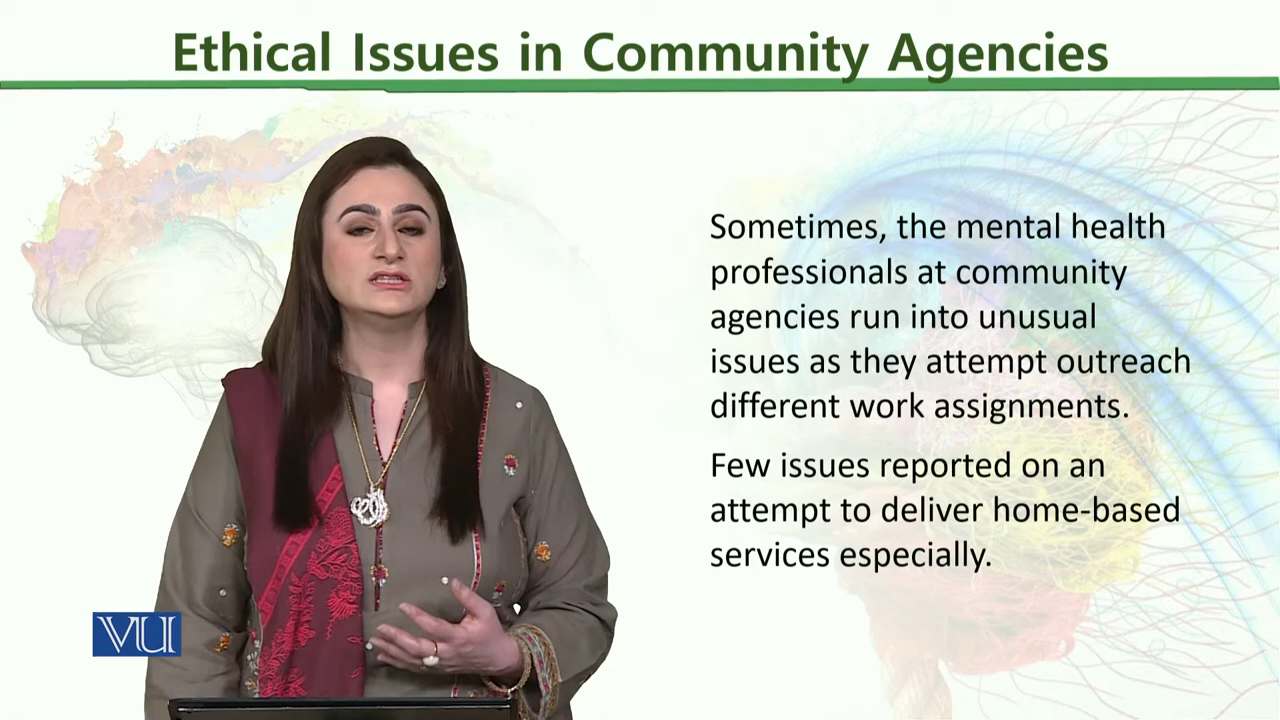 Ethical Issues in Community Agencies
Sometimes, the mental health
professionals at community
agencies run into unusual
issues as they attempt outreach
different work assignments.
Few issues reported on an
attempt to deliver home-based
services especially.
VU